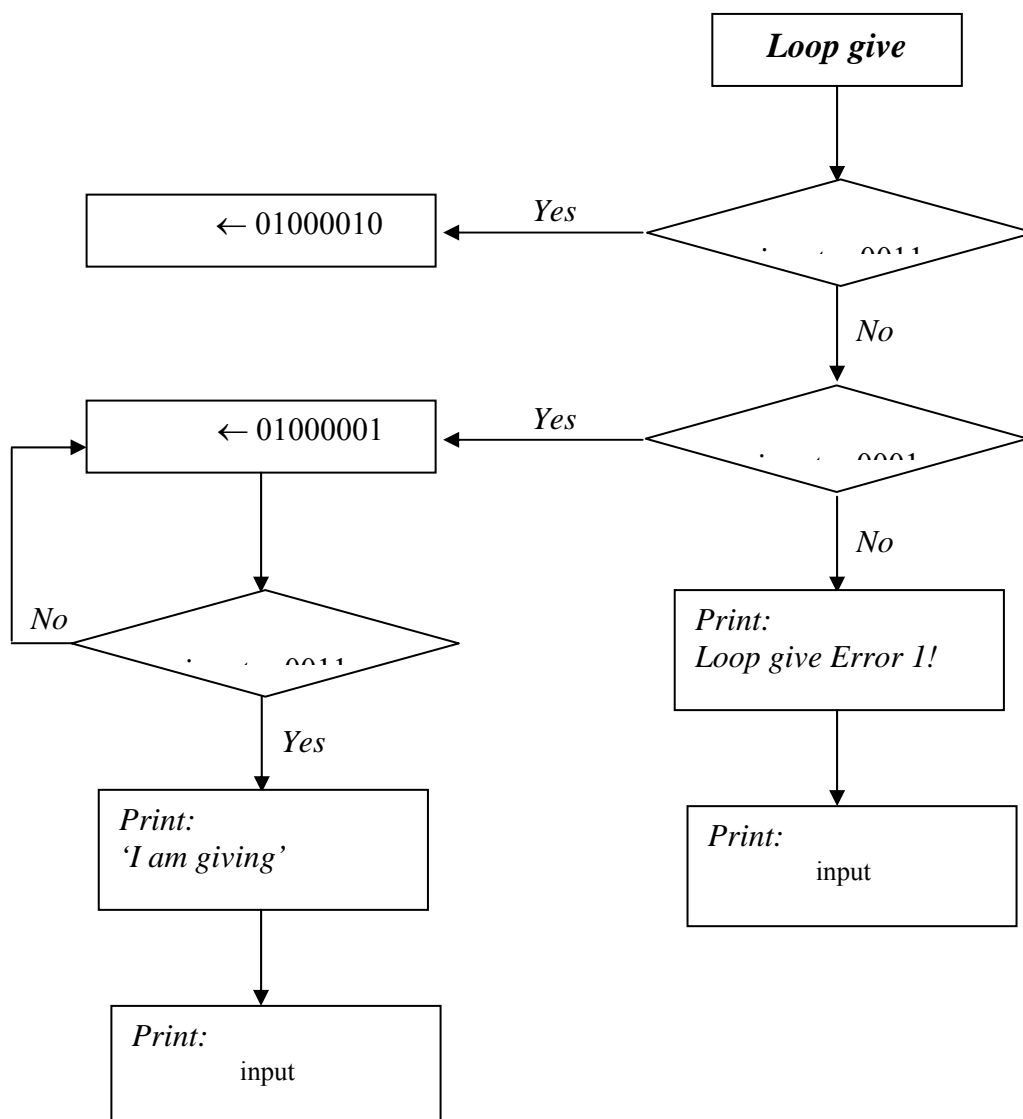 Loop give
Yes
← 01000010
No
Yes
← 01000001
No
No
Print:
Loop give Error 1!
Yes
Print:
‘I am giving’
Print:
input
Print:
input